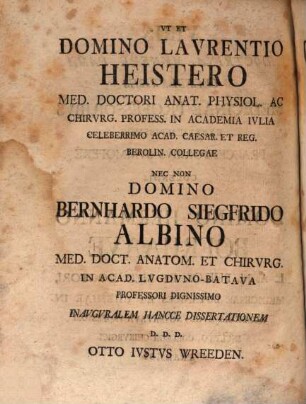 VT ET
DOMINO LAVRENTIO
HEISTERO
MED. DOCTORI ANAT. PHYSIOL. AC
CHIRVRG. PROFESS. IN ACADEMIA IVLIA
CELEBERRIMO ACAD. CAESAR. ET REG.
BEROLIN. COLLEGAE
NEC NON
DOMINO
BERNHARDO SIEGFRIDO
ALBINO
MED. DOCT. ANATOM. ET CHIRVRG.
IN ACAD. LVGDVNO-BATAVA
PROFESSORI DIGNISSIMO
INAVGVRALEM HANCCE DISSERTATIONEM
D. D. D.
OTTO IVSTVS WREEDEN.